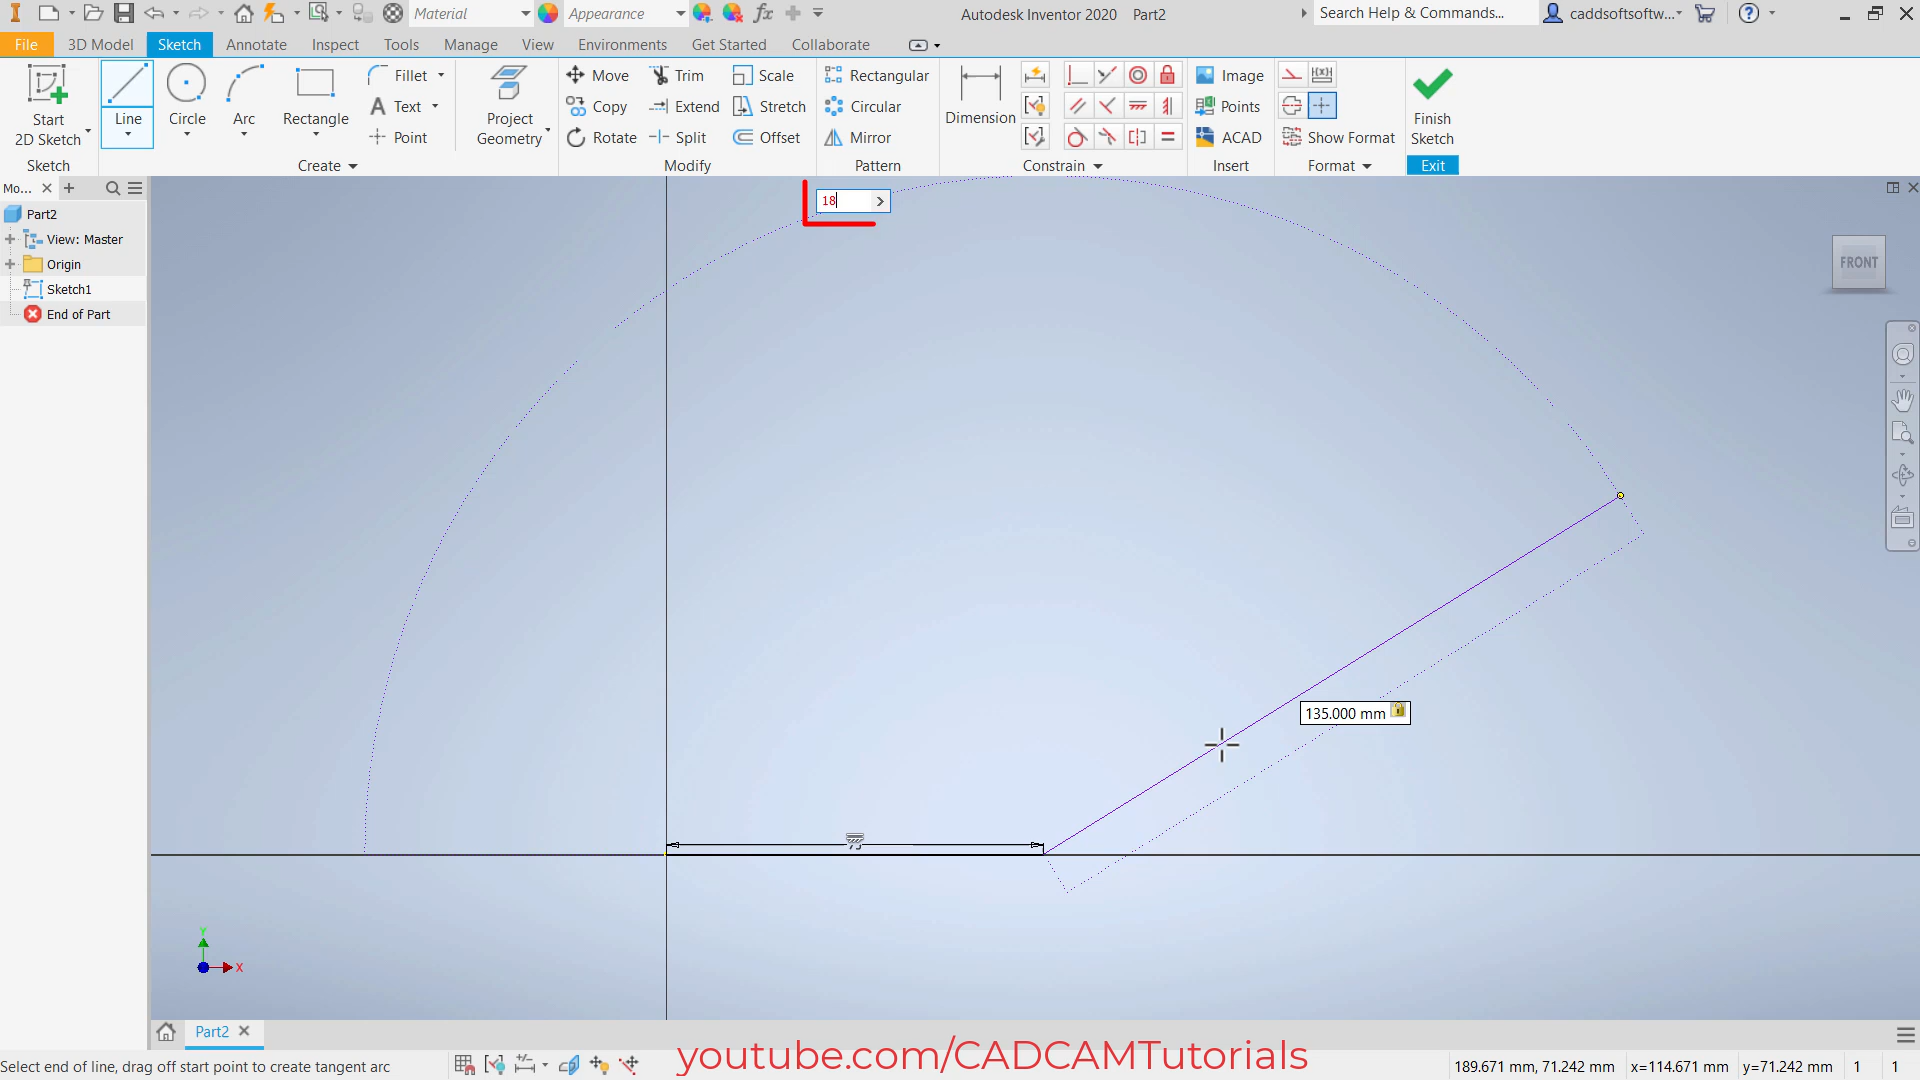 Material
Appearance
fx
Autodesk Inventor 2020 Part2
Search Help & Commands...
caddsoftsoftw...
File
3D Model
Sketch
Annotate
Inspect
Tools
Manage
View
Environments
Get Started
Collaborate
Start
2D Sketch
Sketch
Line
Circle
Arc
Rectangle
Fillet
Text
Point
Create
Project
Geometry
Move
Copy
Rotate
Trim
Extend
Split
Scale
Stretch
Offset
Modify
Rectangular
Circular
Mirror
Pattern
Dimension
Constrain
Image
Points
ACAD
Insert
Show Format
Format
Finish
Sketch
Exit
Mo...
Part2
View: Master
Origin
Sketch1
End of Part
18
FRONT
135.000 mm
Y
X
Part2
Select end of line, drag off start point to create tangent arc
youtube.com/CADCAMTutorials
189.671 mm, 71.242 mm
x=114.671 mm
y=71.242 mm
1
1